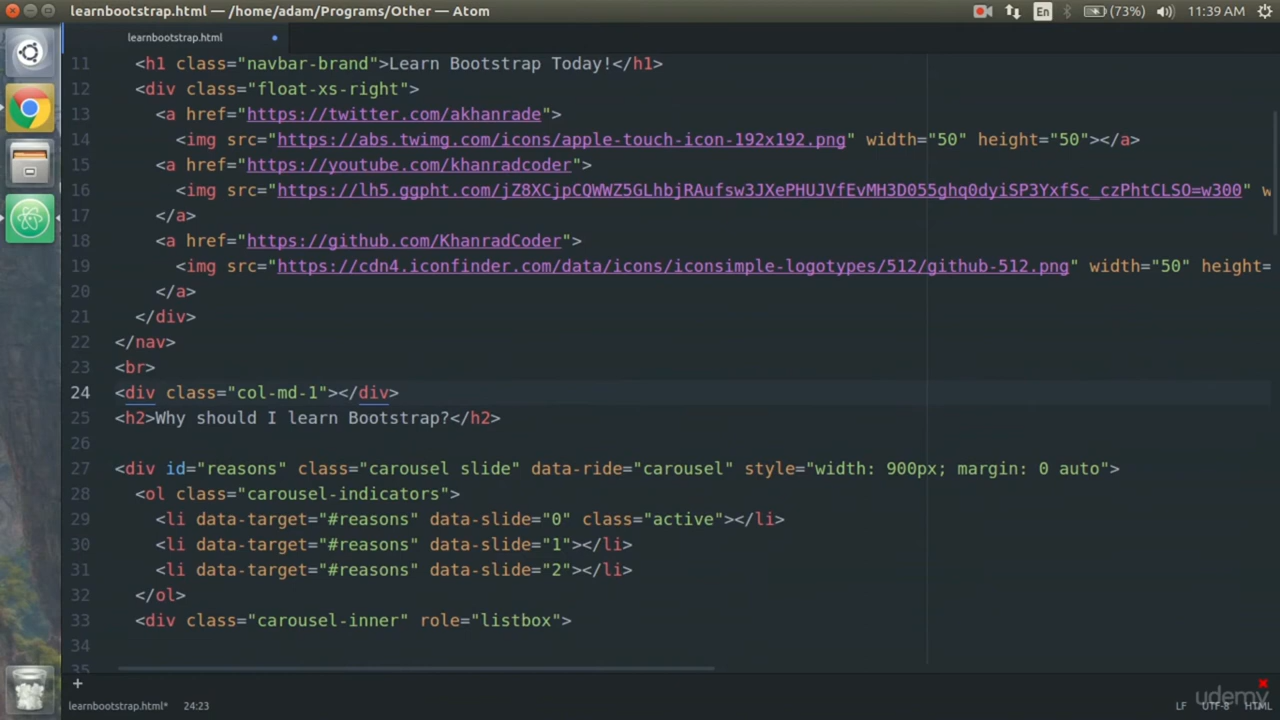 learnbootstrap.html — /home/adam/Programs/Other — Atom
En
(73%)
11:39 AM
learnbootstrap.html
11 <h1 class="navbar-brand">Learn Bootstrap Today!</h1>
12 <div class="float-xs-right">
13 <a href="https://twitter.com/akhanrade">
14 <img src="https://abs.twimg.com/icons/apple-touch-icon-192x192.png" width="50" height="50"></a>
15 <a href="https://youtube.com/khanradcoder">
16 <img src="https://lh5.ggpht.com/jZ8XCjpCQWWZ5GLhbjRAufsw3JXePHUJVfEvMH3D055ghq0dyiSP3YxfSc_czPhtCLSO=w300" w
17 </a>
18 <a href="https://github.com/KhanradCoder">
19 <img src="https://cdn4.iconfinder.com/data/icons/iconsimple-logotypes/512/github-512.png" width="50" height=
20 </a>
21 </div>
22 </nav>
23 <br>
24 <div class="col-md-1"></div>
25 <h2>Why should I learn Bootstrap?</h2>
26
27 <div id="reasons" class="carousel slide" data-ride="carousel" style="width: 900px; margin: 0 auto">
28 <ol class="carousel-indicators">
29 <li data-target="#reasons" data-slide="0" class="active"></li>
30 <li data-target="#reasons" data-slide="1"></li>
31 <li data-target="#reasons" data-slide="2"></li>
32 </ol>
33 <div class="carousel-inner" role="listbox">
34
35
+
learnbootstrap.html* 24:23
LF UTF-8 HTML
udemy